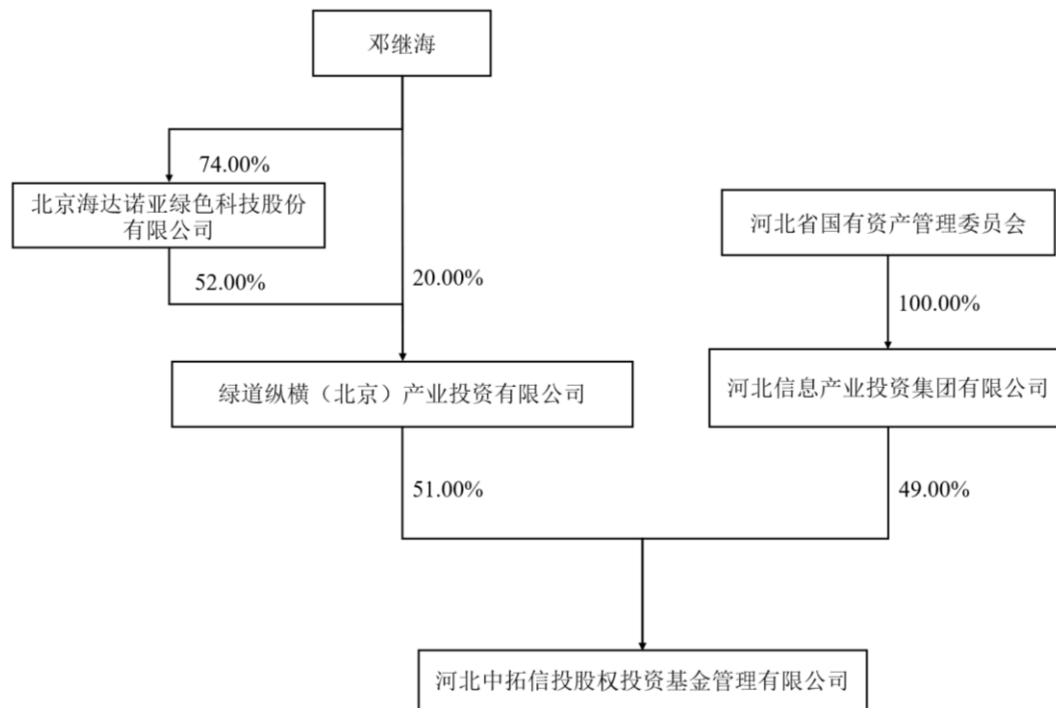 邓继海
74.00%
北京海达诺亚绿色科技股份
有限公司
河北省国有资产管理委员会
52.00%
20.00%
100.00%
绿道纵横（北京）产业投资有限公司
河北信息产业投资集团有限公司
51.00%
49.00%
河北中拓信投股权投资基金管理有限公司